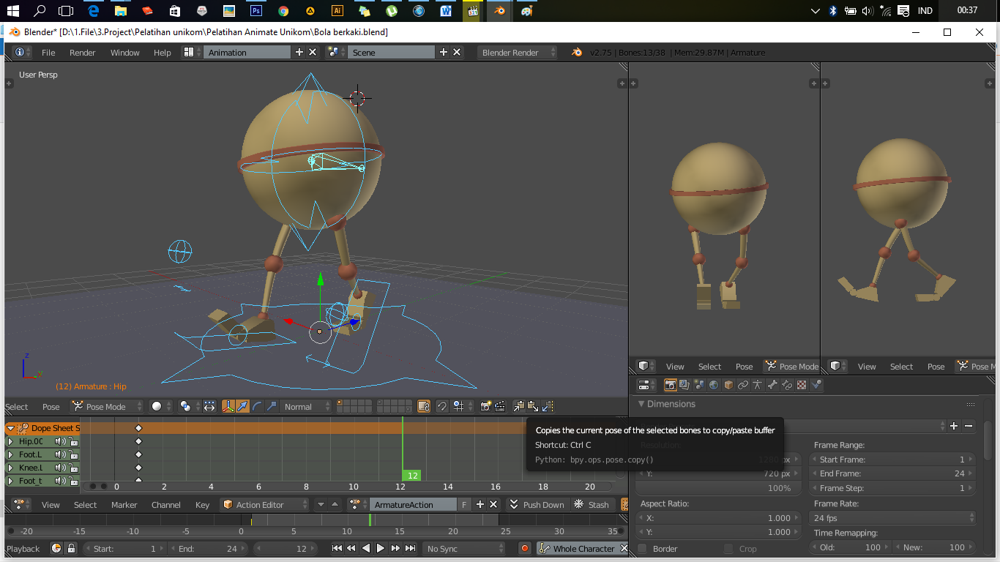 IND
00:37
Blender* [D:\1.File\3.Project\Pelatihan unikom\Pelatihan Animate Unikom\Bola berkaki.blend]
File Render Window Help Animation Scene Blender Render v2.75 | Bones:13/38 | Mem:29.87M | Armature
User Persp
z
y
(12) Armature : Hip
View Select Pose Pose Mode
View Select Pose Pose M
Select Pose Pose Mode Normal
Dimensions
Dope Sheet S
Hip.0
Foot.L
Knee.L
Foot_t
12
0 2 4 6 8 10 12 14 16 18 20
Copies the current pose of the selected bones to copy/paste buffer
Shortcut: Ctrl C
Python: bpy.ops.pose.copy()
Resolution:
1280 px
Y: 720 px
100%
Frame Range:
Start Frame: 1
End Frame: 24
Frame Step: 1
Aspect Ratio:
X: 1.000
Y: 1.000
Frame Rate:
24 fps
Time Remapping:
Old: 100 New: 100
Border Crop
View Select Marker Channel Key Action Editor ArmatureAction F Push Down Stash
-20 -15 -10 -5 0 5 10 15 20 25 30 35
Playback Start: 1 End: 24 12 No Sync Whole Character